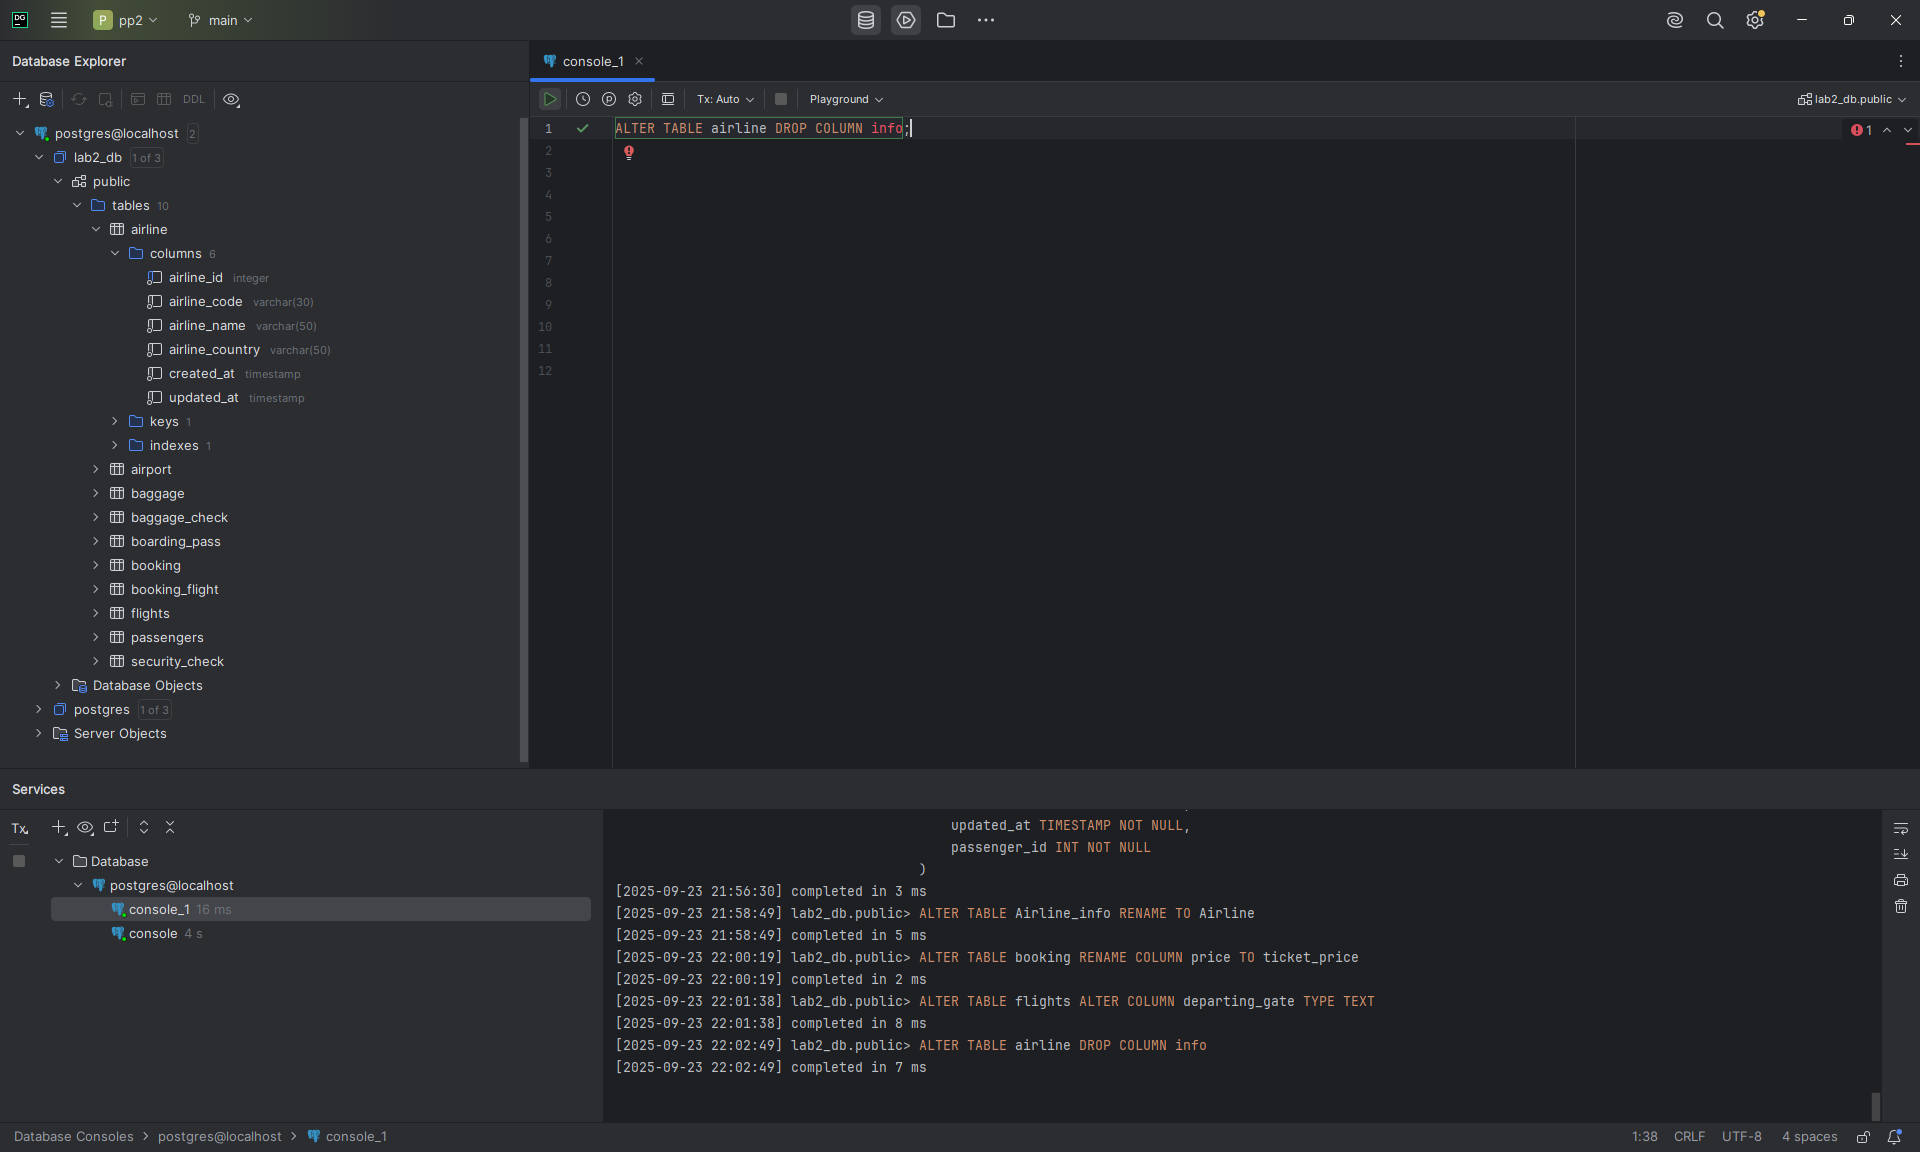 DG
P pp2
main
Database Explorer
console_1
DDL
Tx: Auto
Playground
lab2_db.public
postgres@localhost 2
lab2_db 1 of 3
public
tables 10
airline
columns 6
airline_id integer
airline_code varchar(30)
airline_name varchar(50)
airline_country varchar(50)
created_at timestamp
updated_at timestamp
keys 1
indexes 1
airport
baggage
baggage_check
boarding_pass
booking
booking_flight
flights
passengers
security_check
Database Objects
postgres 1 of 3
Server Objects
1 ALTER TABLE airline DROP COLUMN info;
1
2
3
4
5
6
7
8
9
10
11
12
Services
Tx
Database
postgres@localhost
console_1 16 ms
console 4 s
updated_at TIMESTAMP NOT NULL,
passenger_id INT NOT NULL
)
[2025-09-23 21:56:30] completed in 3 ms
[2025-09-23 21:58:49] lab2_db.public> ALTER TABLE Airline_info RENAME TO Airline
[2025-09-23 21:58:49] completed in 5 ms
[2025-09-23 22:00:19] lab2_db.public> ALTER TABLE booking RENAME COLUMN price TO ticket_price
[2025-09-23 22:00:19] completed in 2 ms
[2025-09-23 22:01:38] lab2_db.public> ALTER TABLE flights ALTER COLUMN departing_gate TYPE TEXT
[2025-09-23 22:01:38] completed in 8 ms
[2025-09-23 22:02:49] lab2_db.public> ALTER TABLE airline DROP COLUMN info
[2025-09-23 22:02:49] completed in 7 ms
Database Consoles > postgres@localhost > console_1
1:38 CRLF UTF-8 4 spaces